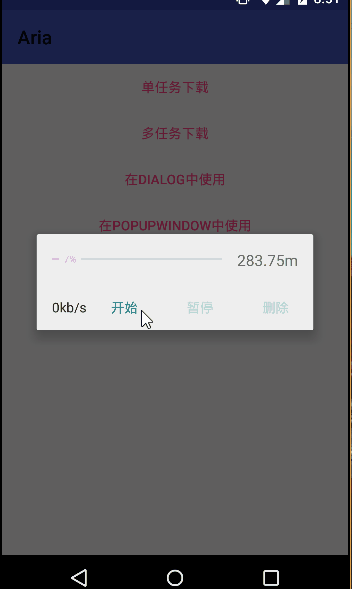 Aria
单任务下载
多任务下载
在DIALOG中使用
在POPUPWINDOW中使用
/% 283.75m
0kb/s 开始 暂停 删除